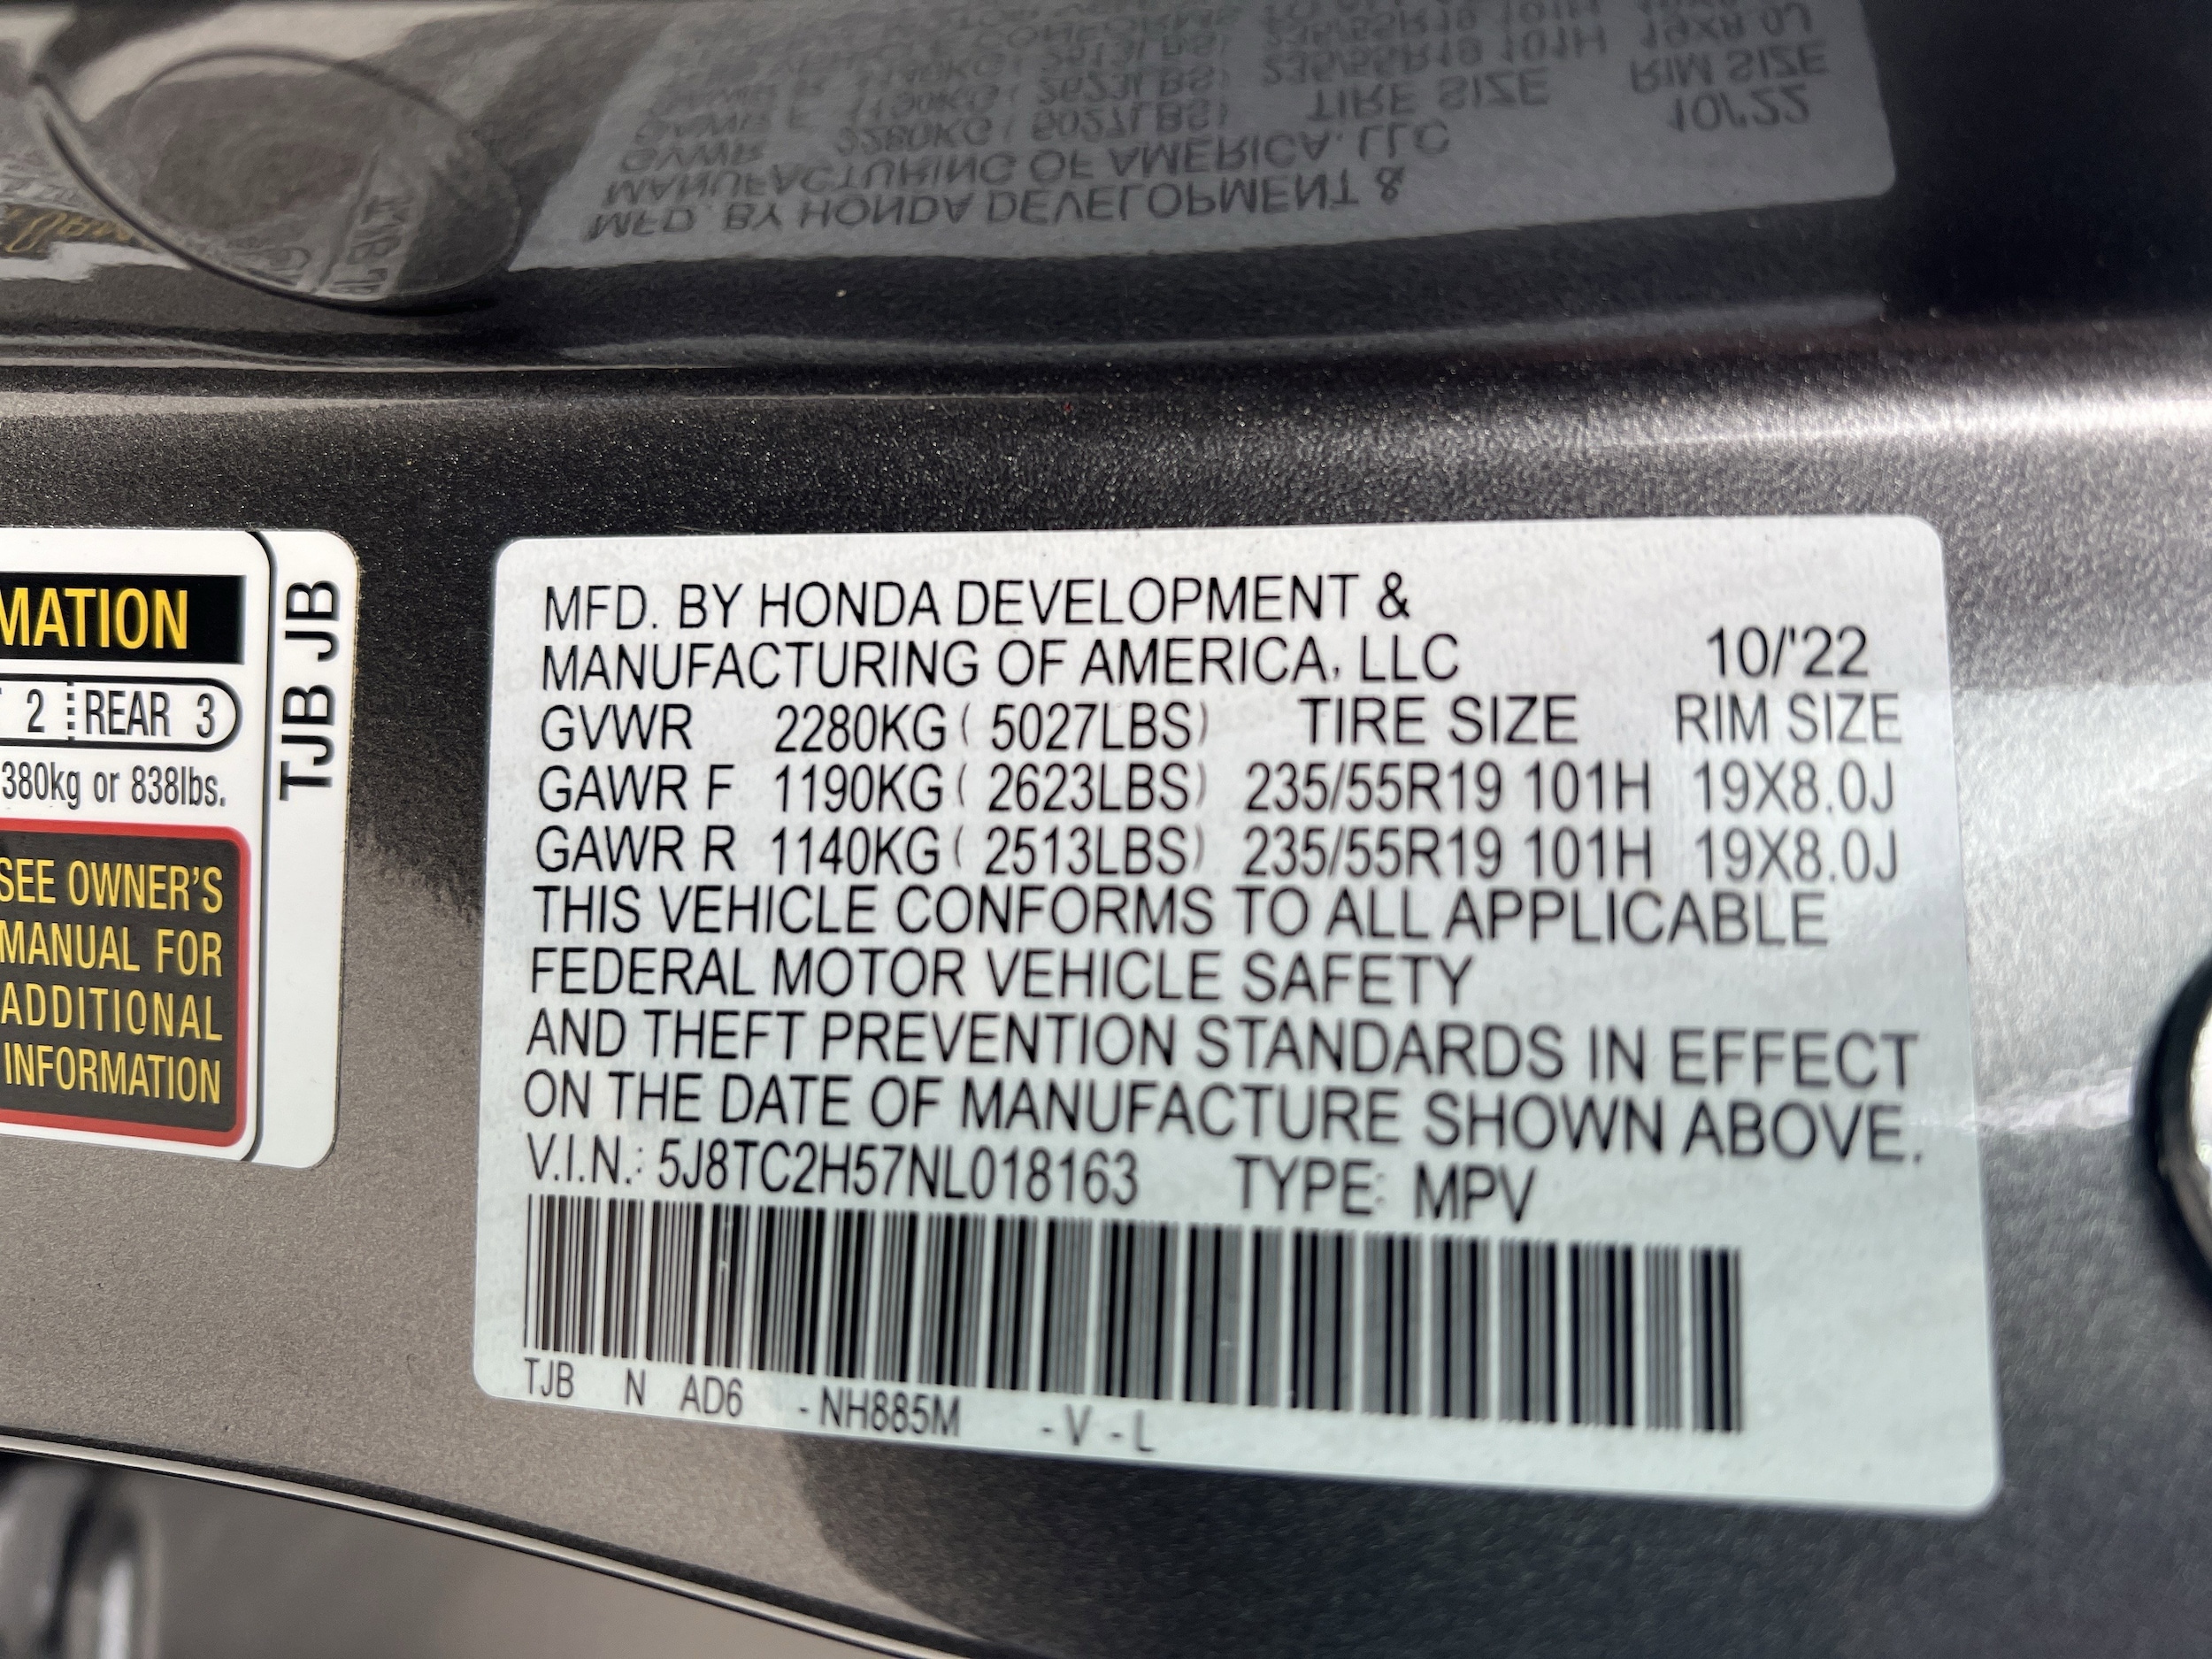 MATION
2 REAR 3
380kg or 838lbs.
SEE OWNER'S
MANUAL FOR
ADDITIONAL
INFORMATION
TJB JB
MFD. BY HONDA DEVELOPMENT &
MANUFACTURING OF AMERICA, LLC 10/'22
GVWR 2280KG ( 5027LBS) TIRE SIZE RIM SIZE
GAWR F 1190KG ( 2623LBS) 235/55R19 101H 19X8.0J
GAWR R 1140KG ( 2513LBS) 235/55R19 101H 19X8.0J
THIS VEHICLE CONFORMS TO ALL APPLICABLE
FEDERAL MOTOR VEHICLE SAFETY
AND THEFT PREVENTION STANDARDS IN EFFECT
ON THE DATE OF MANUFACTURE SHOWN ABOVE.
V.I.N.: 5J8TC2H57NL018163 TYPE: MPV
TJB N AD6 - NH885M - V - L